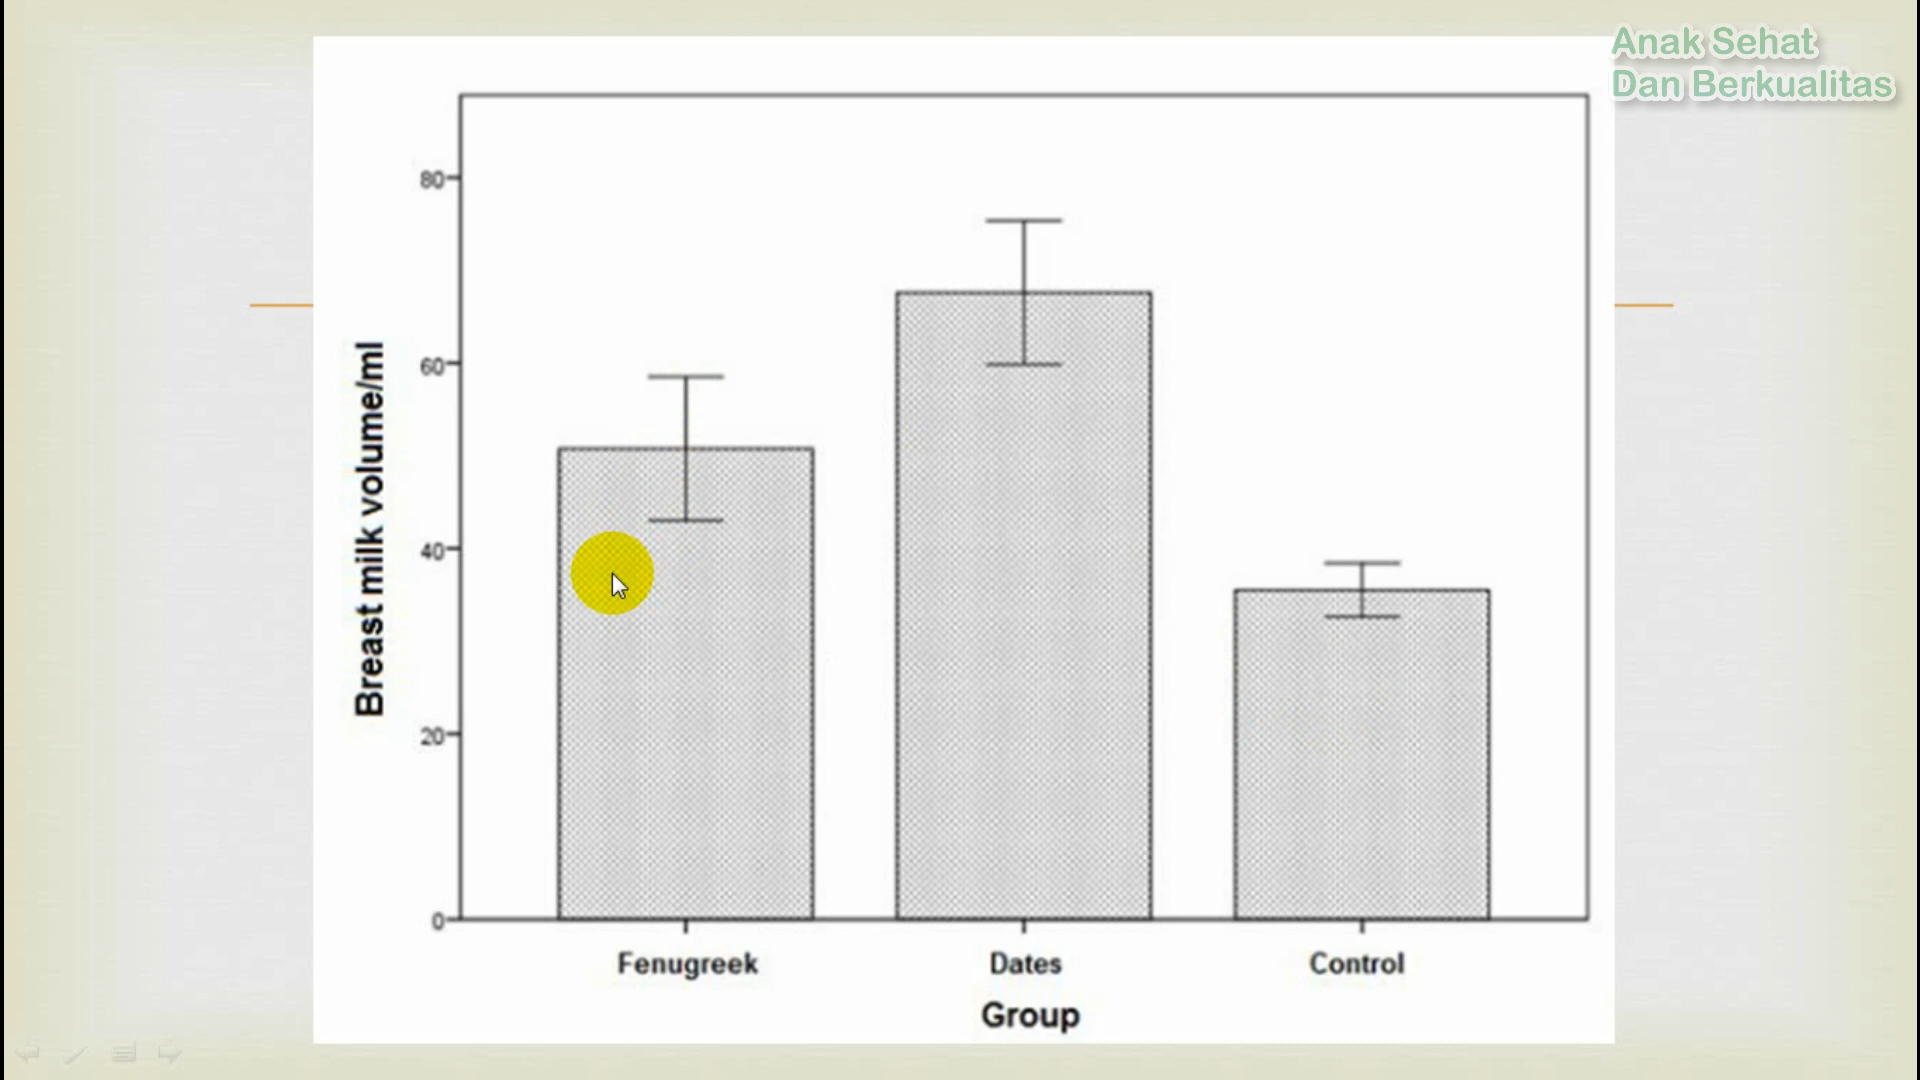 Anak Sehat
Dan Berkualitas
Breast milk volume/ml
80
60
40
20
0
Fenugreek
Dates
Control
Group